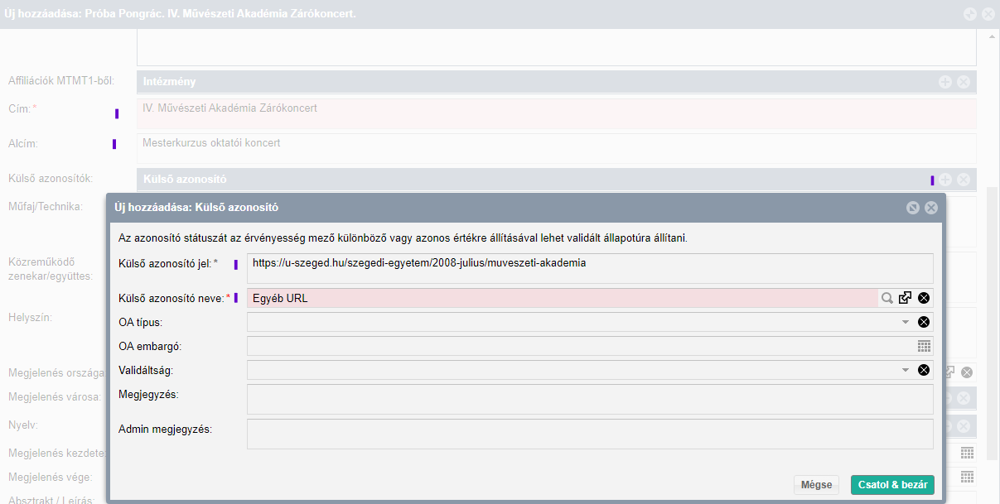 Új hozzáadása: Próba Pongrác. IV. Művészeti Akadémia Zárókoncert.
Affiliációk MTMT1-ből:
Intézmény
Cím: *
IV. Művészeti Akadémia Zárókoncert
Alcím:
Mesterkurzus oktatói koncert
Külső azonosítók:
Külső azonosító
Műfaj/Technika:
Új hozzáadása: Külső azonosító
Az azonosító státuszát az érvényesség mező különböző vagy azonos értékre állításával lehet validált állapotúra állítani.
Közreműködő
zenekar/együttes:
Külső azonosító jel: *
https://u-szeged.hu/szegedi-egyetem/2008-julius/muveszeti-akademia
Külső azonosító neve: *
Egyéb URL
Helyszín:
OA típus:
OA embargó:
Megjelenés országa
Validáltság:
Megjelenés városa:
Megjegyzés:
Nyelv:
Admin megjegyzés:
Megjelenés kezdete:
Megjelenés vége:
Mégse
Csatol & bezár
Absztrakt / Leírás: